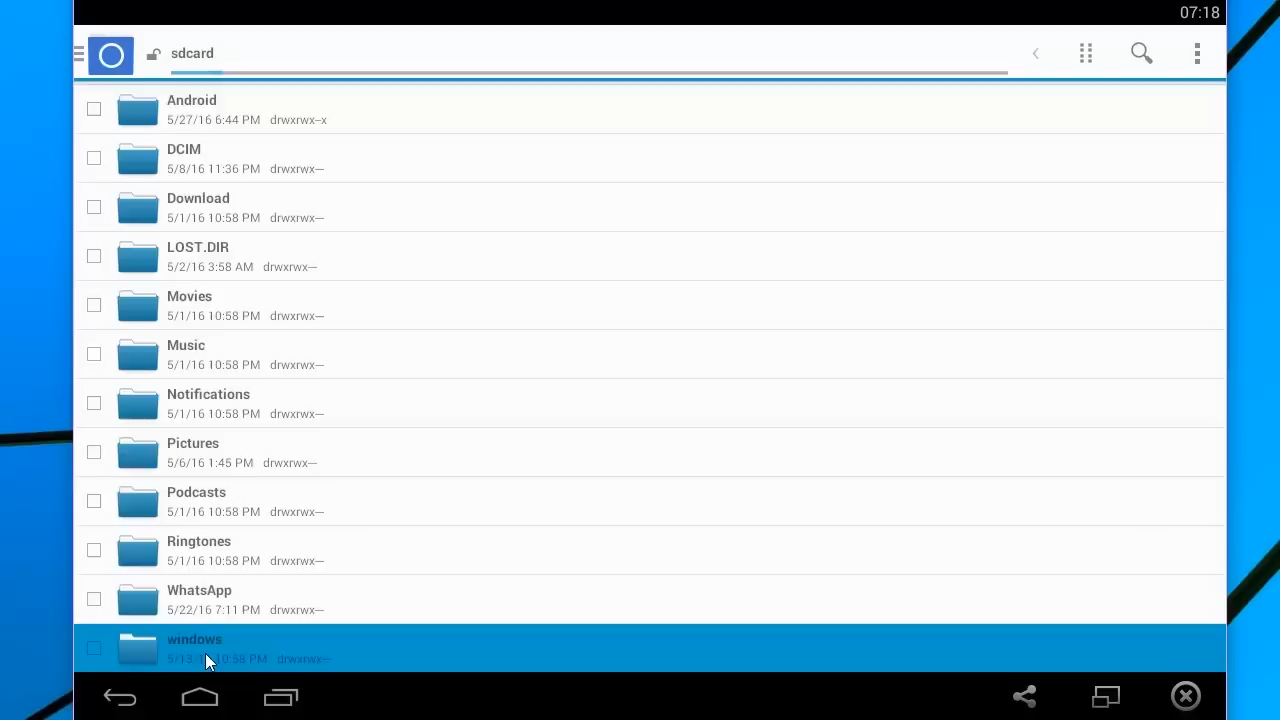 07:18
sdcard
Android
5/27/16 6:44 PM drwxrwx--x
DCIM
5/8/16 11:36 PM drwxrwx---
Download
5/1/16 10:58 PM drwxrwx---
LOST.DIR
5/2/16 3:58 AM drwxrwx---
Movies
5/1/16 10:58 PM drwxrwx---
Music
5/1/16 10:58 PM drwxrwx---
Notifications
5/1/16 10:58 PM drwxrwx---
Pictures
5/6/16 1:45 PM drwxrwx---
Podcasts
5/1/16 10:58 PM drwxrwx---
Ringtones
5/1/16 10:58 PM drwxrwx---
WhatsApp
5/22/16 7:11 PM drwxrwx---
windows
10:58 PM drwxrwx---